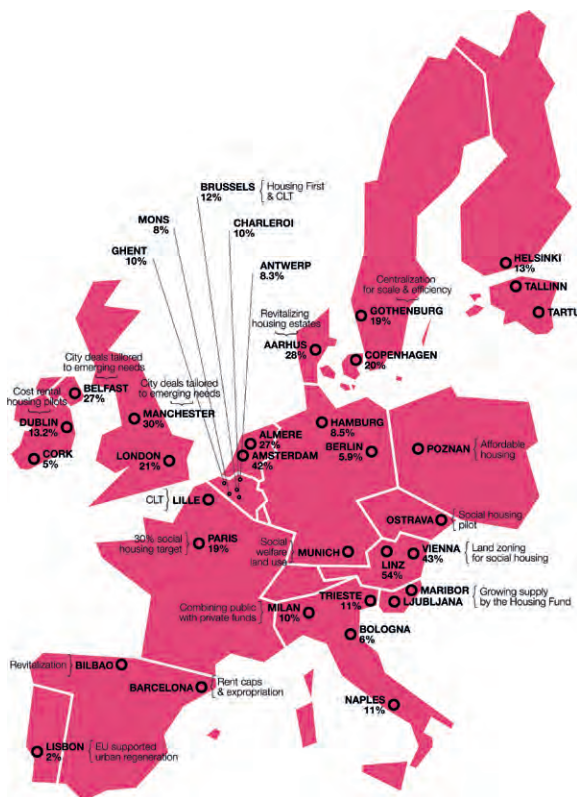 BRUSSELS
12%
Housing First
& CLT
MONS
8%
CHARLEROI
10%
GHENT
10%
ANTWERP
8.3%
HELSINKI
13%
TALLINN
TARTU
Centralization
for scale & efficiency
GOTHENBURG
19%
Revitalizing
housing estates
AARHUS
28%
COPENHAGEN
20%
City deals tailored
to emerging needs
BELFAST
27%
City deals tailored
to emerging needs
MANCHESTER
30%
Cost rental
housing pilots
DUBLIN
13.2%
CORK
5%
LONDON
21%
ALMERE
27%
AMSTERDAM
42%
HAMBURG
8.5%
BERLIN
5.9%
POZNAN
Affordable
housing
CLT
LILLE
OSTRAVA
Social housing
pilot
30% social
housing target
PARIS
19%
Social
welfare
land use
MUNICH
LINZ
54%
VIENNA
43%
Land zoning
for social housing
MARIBOR
LJUBLJANA
Growing supply
by the Housing Fund
TRIESTE
11%
Combining public
with private funds
MILAN
10%
BOLOGNA
6%
Revitalization
BILBAO
BARCELONA
Rent caps
& expropriation
NAPLES
11%
LISBON
2%
EU supported
urban regeneration